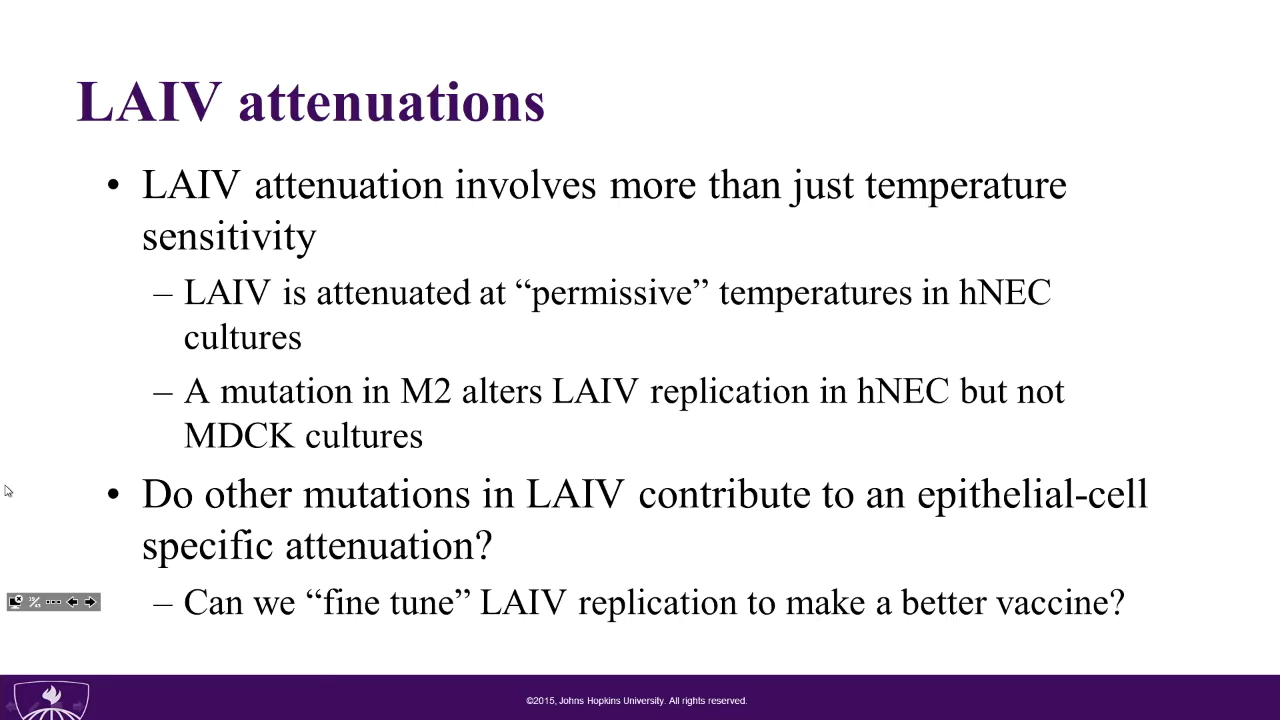 LAIV attenuations
• LAIV attenuation involves more than just temperature
sensitivity
– LAIV is attenuated at “permissive” temperatures in hNEC
cultures
– A mutation in M2 alters LAIV replication in hNEC but not
MDCK cultures
• Do other mutations in LAIV contribute to an epithelial-cell
specific attenuation?
– Can we “fine tune” LAIV replication to make a better vaccine?
©2015, Johns Hopkins University. All rights reserved.